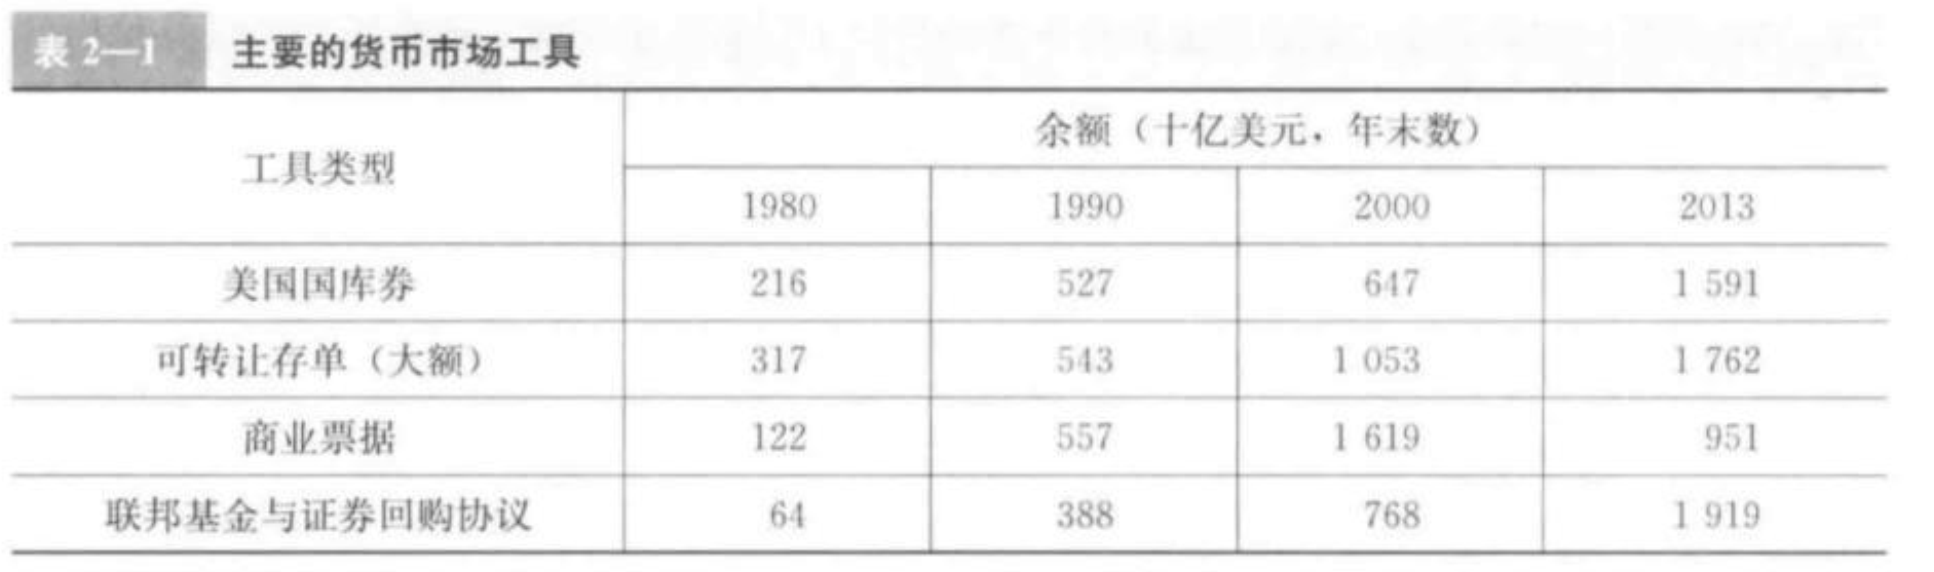 表 2—1 主要的货币市场工具
工具类型 余额（十亿美元，年末数）
1980 1990 2000 2013
美国国库券 216 527 647 1 591
可转让存单（大额） 317 543 1 053 1 762
商业票据 122 557 1 619 951
联邦基金与证券回购协议 64 388 768 1 919